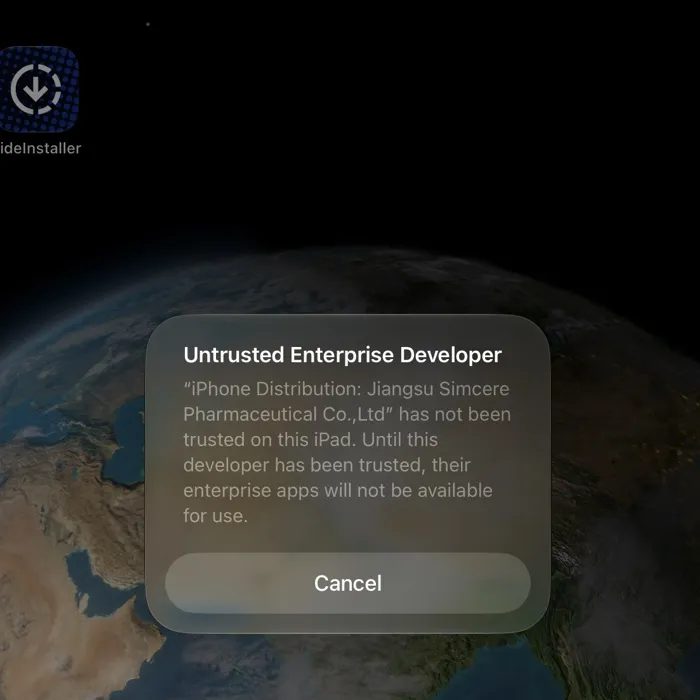 ideInstaller
Untrusted Enterprise Developer
“iPhone Distribution: Jiangsu Simcere
Pharmaceutical Co.,Ltd” has not been
trusted on this iPad. Until this
developer has been trusted, their
enterprise apps will not be available
for use.
Cancel